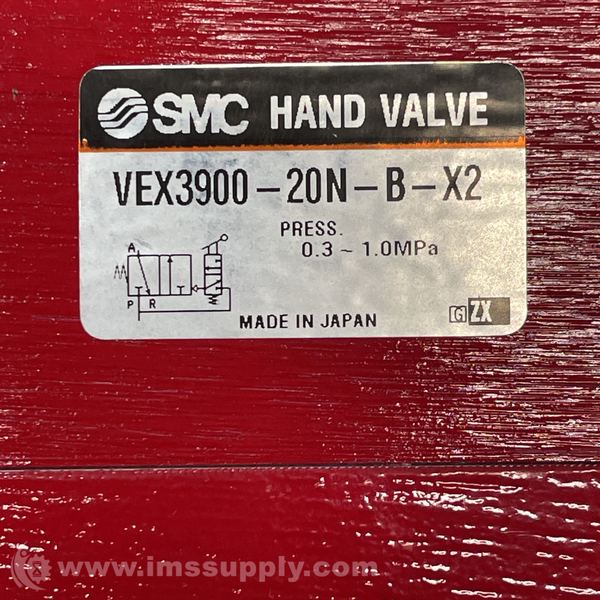 SMC HAND VALVE
VEX3900-20N-B-X2
PRESS.
0.3 ~ 1.0MPa
A
P R
MADE IN JAPAN
[G] ZX
www.imssupply.com